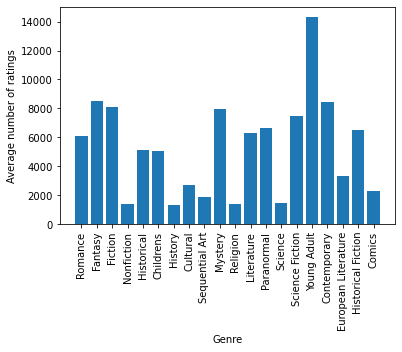 Average number of ratings
14000
12000
10000
8000
6000
4000
2000
0
Romance
Fantasy
Fiction
Nonfiction
Historical
Childrens
History
Cultural
Sequential Art
Mystery
Religion
Literature
Paranormal
Science
Science Fiction
Young Adult
Contemporary
European Literature
Historical Fiction
Comics
Genre